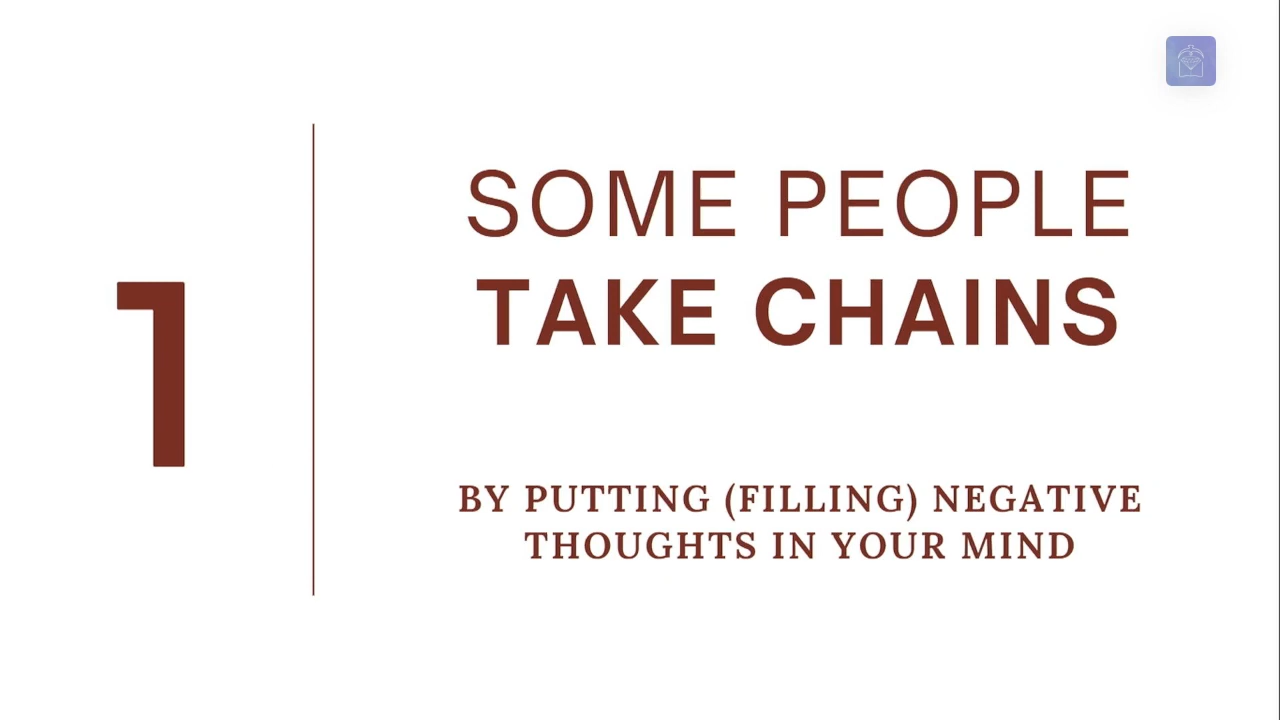 1
SOME PEOPLE
TAKE CHAINS
BY PUTTING (FILLING) NEGATIVE
THOUGHTS IN YOUR MIND